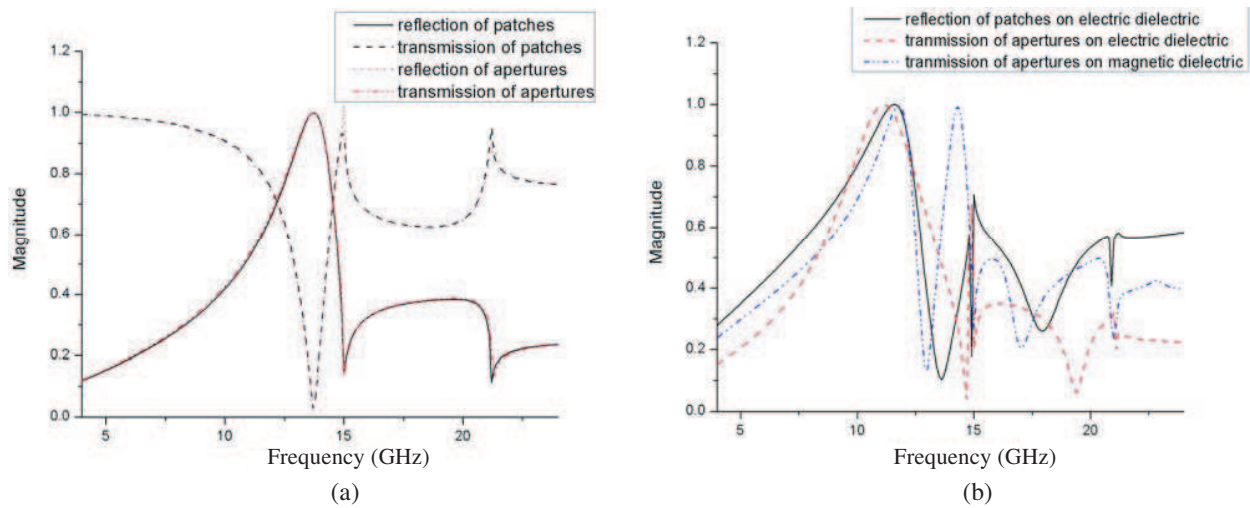 reflection of patches
transmission of patches
reflection of apertures
transmission of apertures
1.2
1.0
0.8
0.6
0.4
0.2
0.0
Magnitude
5
10
15
20
Frequency (GHz)
(a)
reflection of patches on electric dielectric
tranmission of apertures on electric dielectric
tranmission of apertures on magnetic dielectric
1.2
1.0
0.8
0.6
0.4
0.2
0.0
Magnitude
5
10
15
20
Frequency (GHz)
(b)